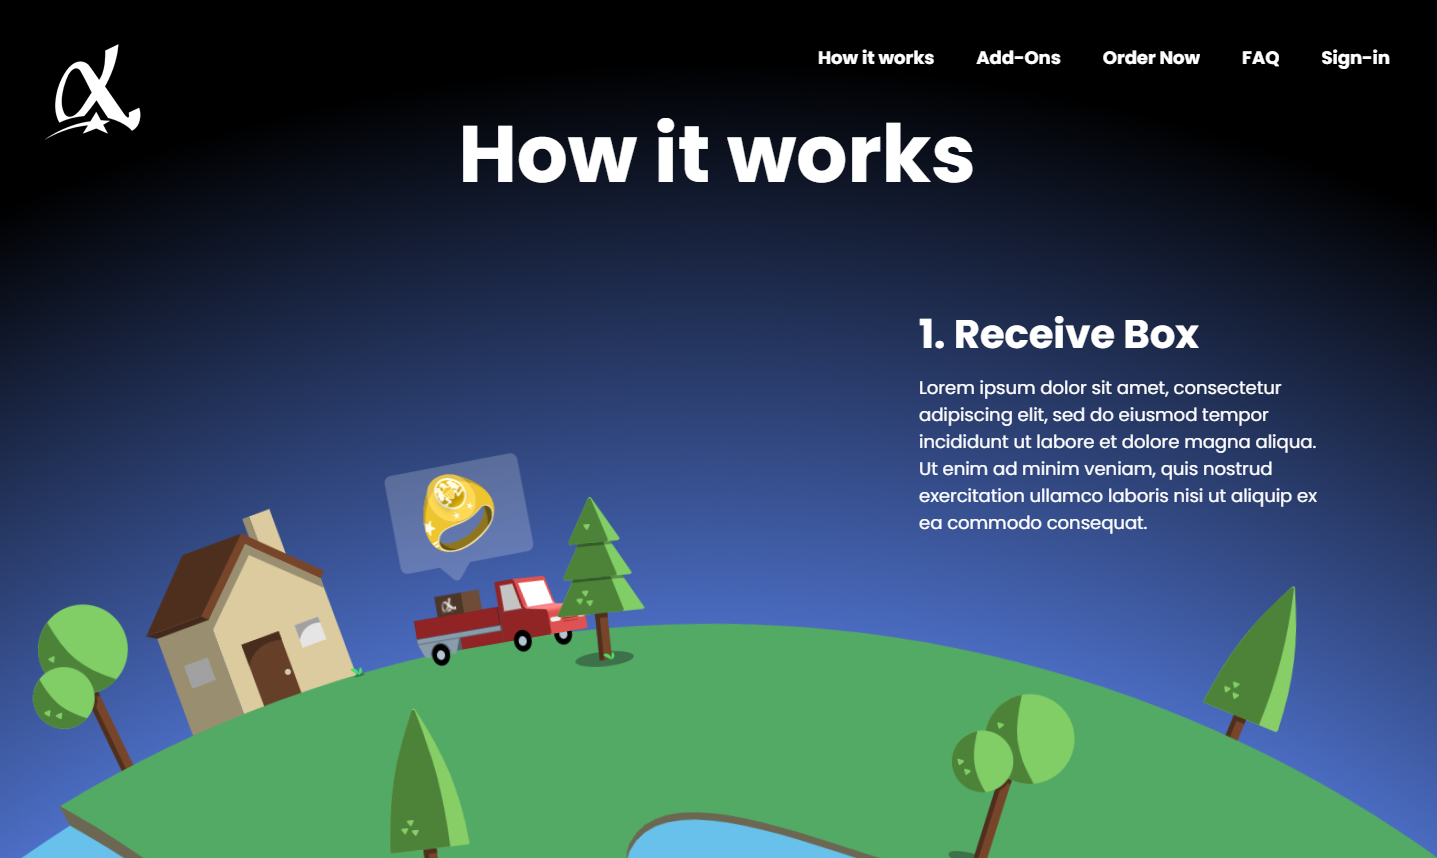 How it works
Add-Ons
Order Now
FAQ
Sign-in
How it works
1. Receive Box
Lorem ipsum dolor sit amet, consectetur
adipiscing elit, sed do eiusmod tempor
incididunt ut labore et dolore magna aliqua.
Ut enim ad minim veniam, quis nostrud
exercitation ullamco laboris nisi ut aliquip ex
ea commodo consequat.